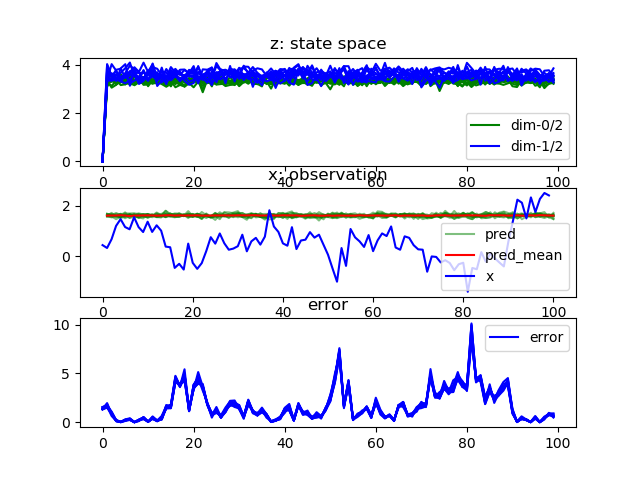 z: state space
4
2
0
dim-0/2
dim-1/2
0 20 40 60 80 100
x: observation
2
0
pred
pred_mean
x
0 20 40 60 80 100
error
10
5
0
error
0 20 40 60 80 100